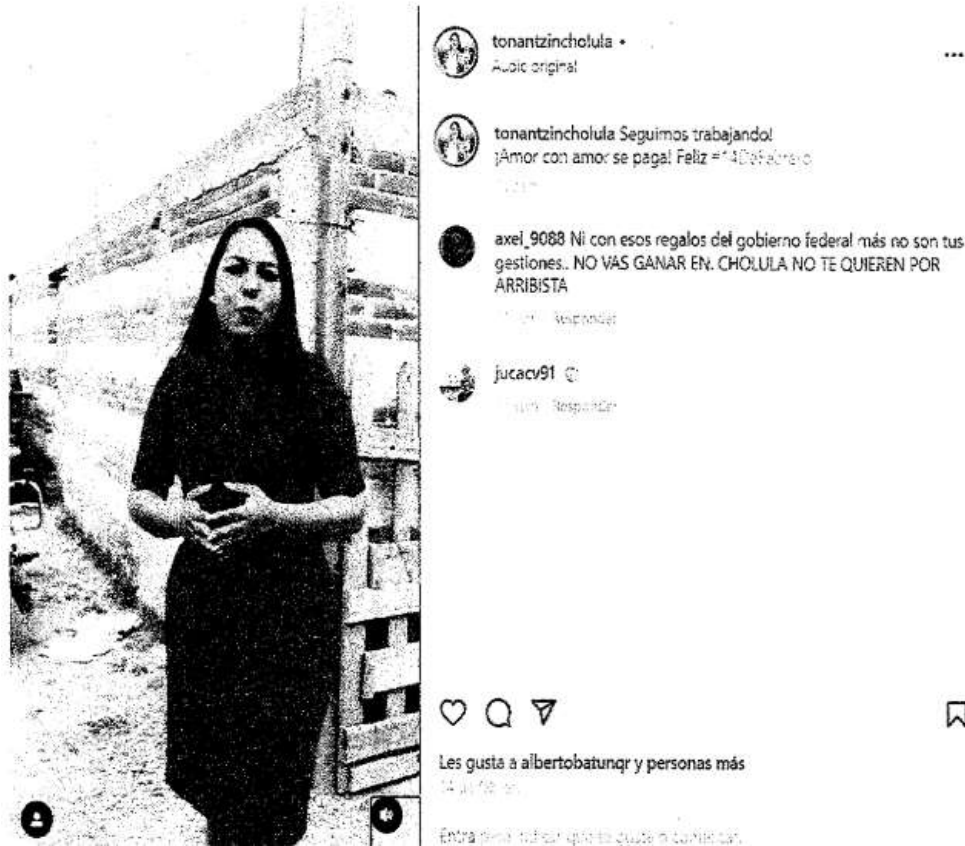 tonantzincholula •
Audio original
tonantzincholula Seguimos trabajando!
¡Amor con amor se paga! Feliz
axel_9088 Ni con esos regalos del gobierno federal más no son tus
gestiones.. NO VAS GANAR EN. CHOLULA NO TE QUIEREN POR
ARRIBISTA
Responder
jucacv91
Responder
Les gusta a albertobatunqr y personas más
Entra